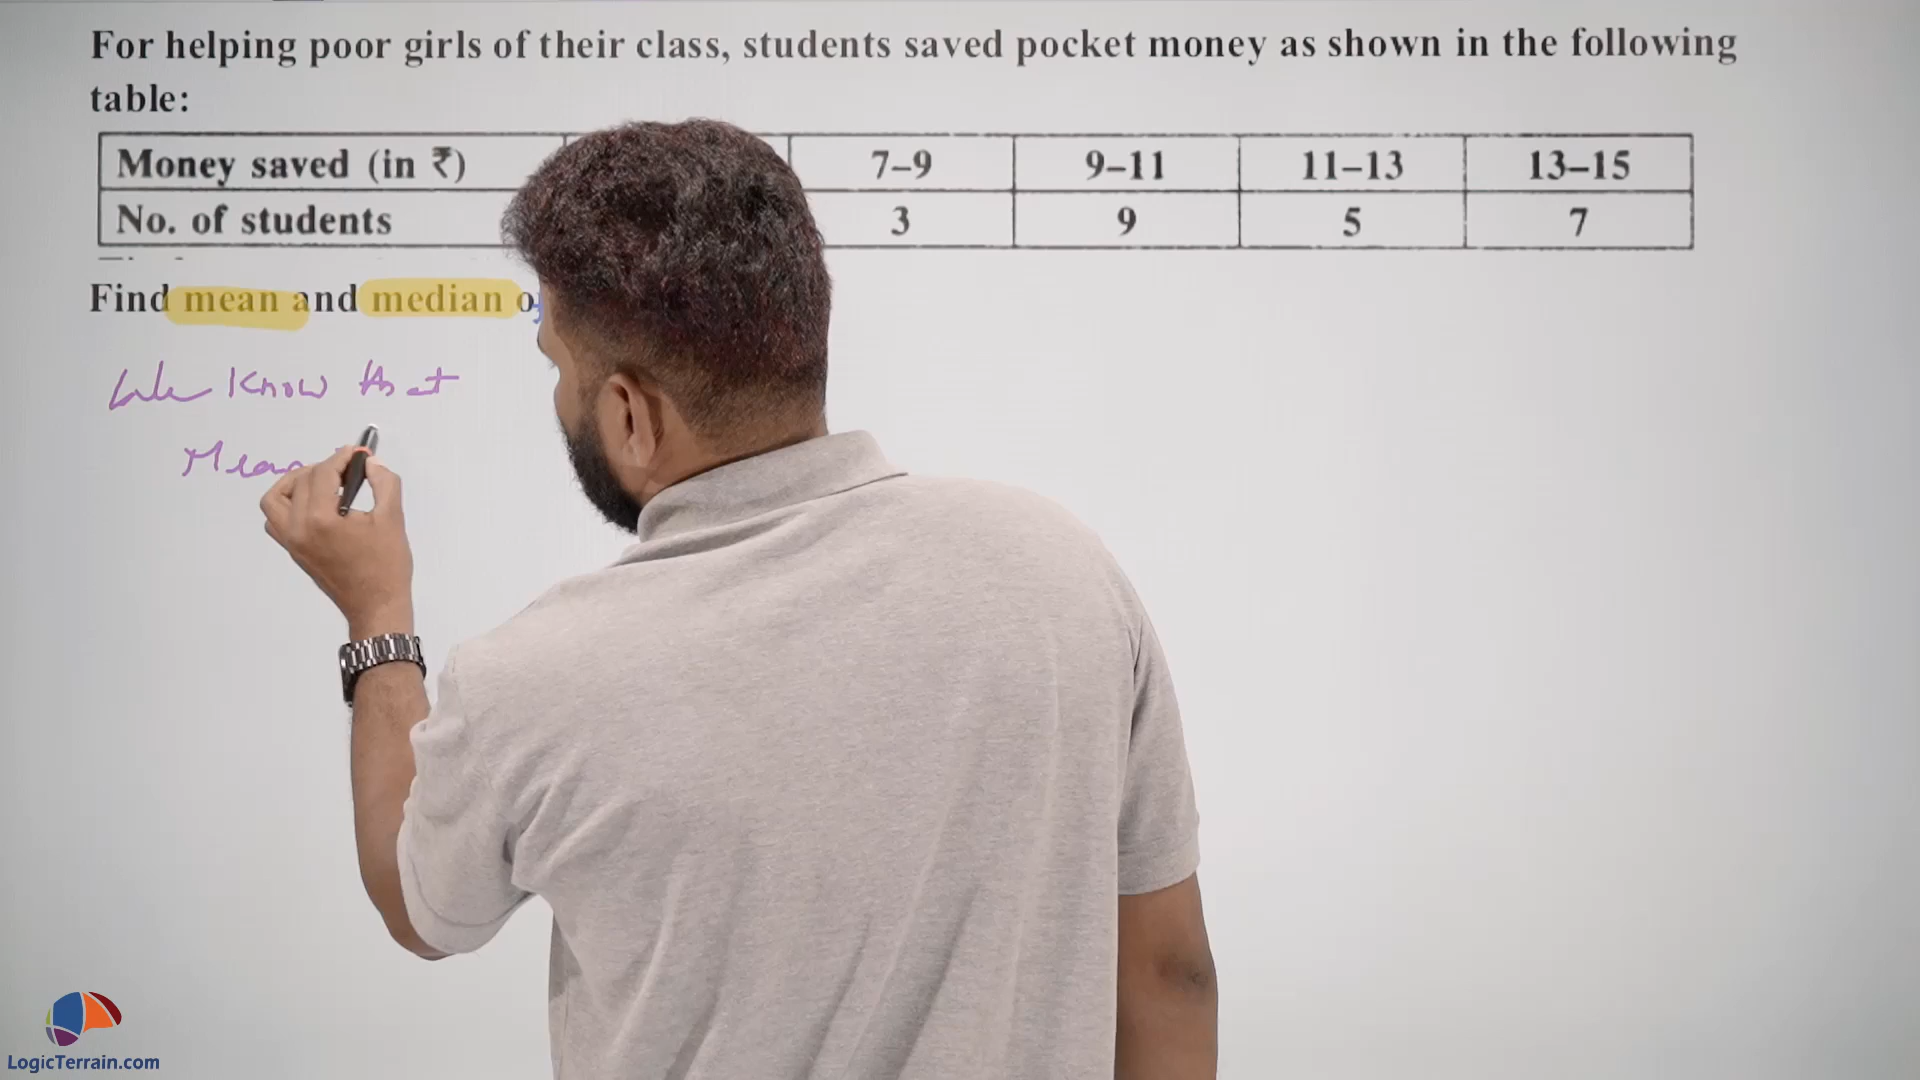 For helping poor girls of their class, students saved pocket money as shown in the following
table:
Money saved (in ₹) 7–9 9–11 11–13 13–15
No. of students 3 9 5 7
Find mean and median
We know that
Mean
LogicTerrain.com